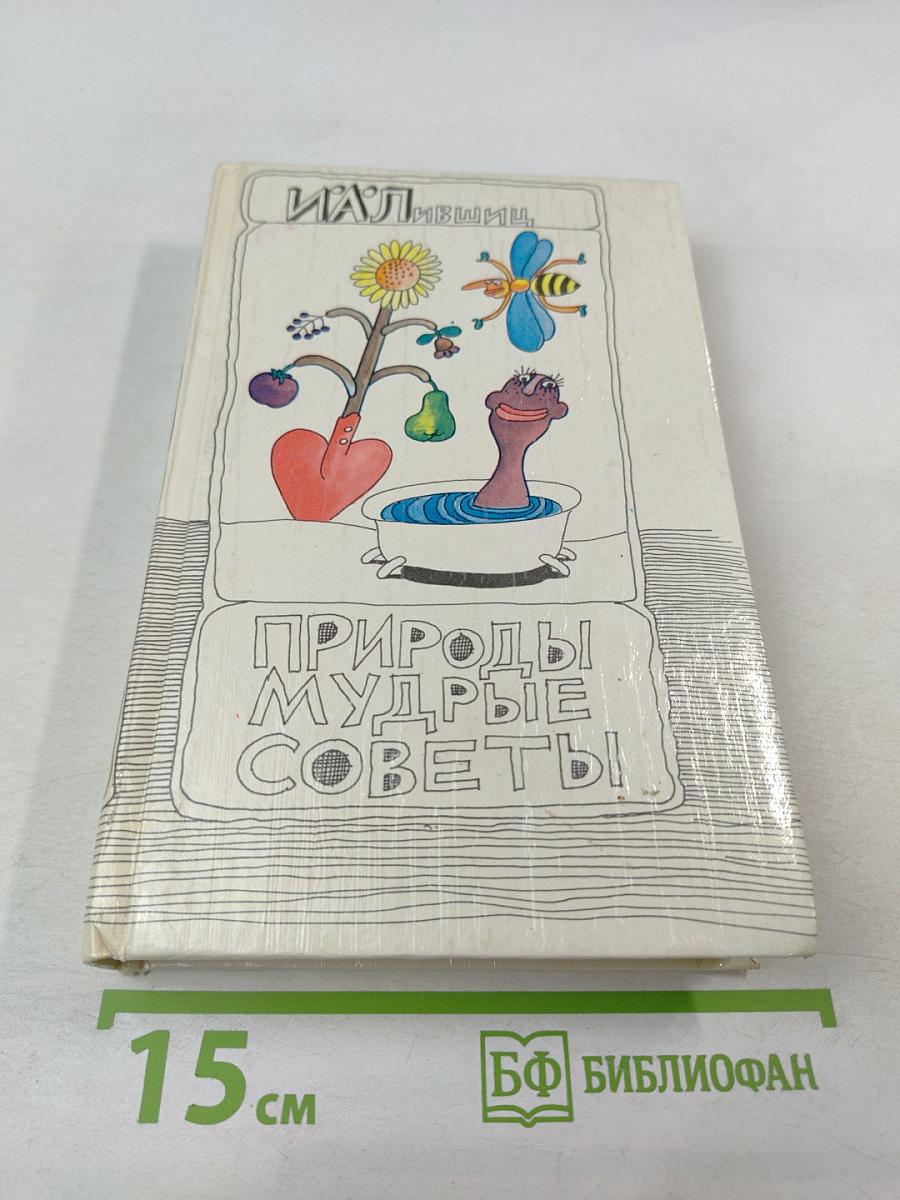 И.А.Лившиц
ПРИРОДЫ
МУДРЫЕ
СОВЕТЫ
15 см
БФ БИБЛИОФАН